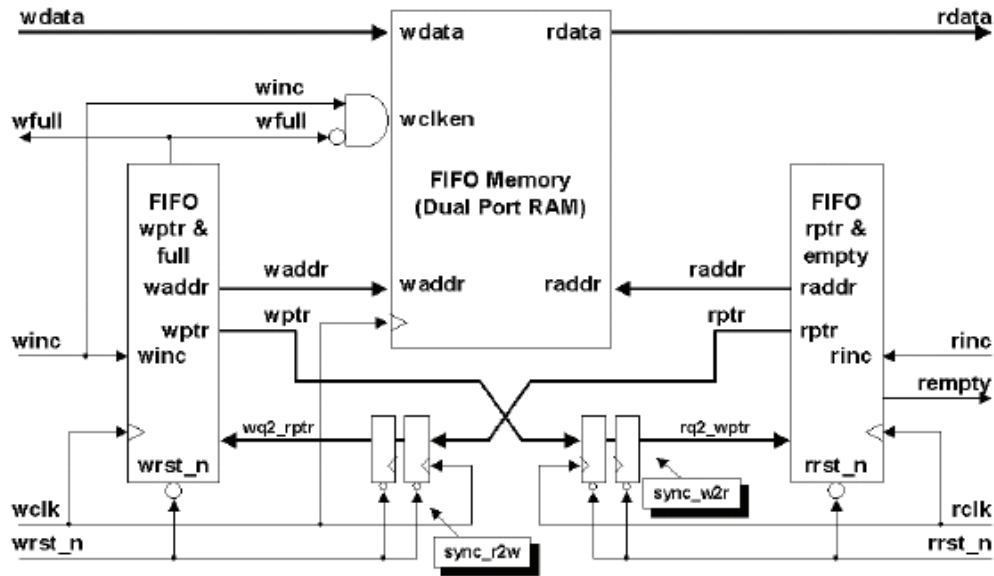 wdata
rdata
wdata
rdata
winc
wfull
wfull
wclken
FIFO Memory
(Dual Port RAM)
FIFO
wptr &
full
FIFO
rptr &
empty
waddr
waddr
waddr
raddr
raddr
raddr
wptr
wptr
rptr
rptr
winc
winc
rinc
rinc
rempty
wq2_rptr
rq2_wptr
wrst_n
rrst_n
sync_w2r
wclk
rclk
wrst_n
sync_r2w
rrst_n